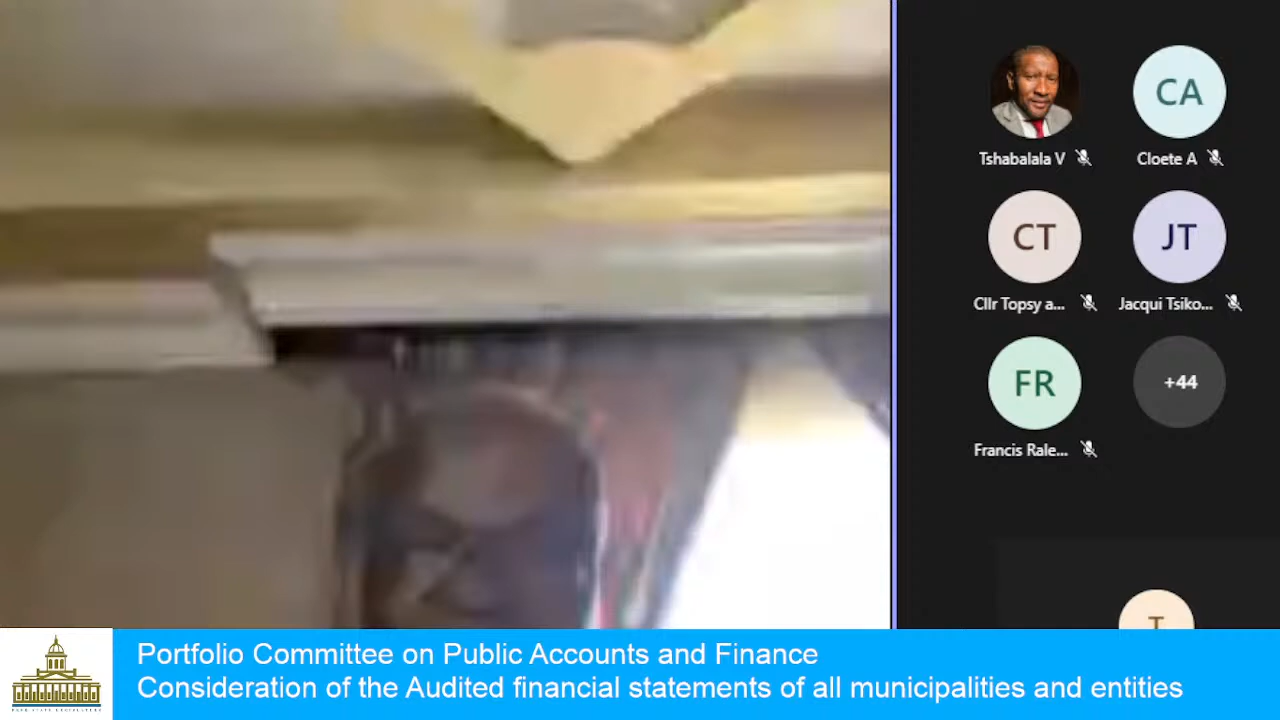 CA
Tshabalala V
Cloete A
CT
JT
Cllr Topsy a...
Jacqui Tsiko...
FR
+44
Francis Rale...
T
Portfolio Committee on Public Accounts and Finance
Consideration of the Audited financial statements of all municipalities and entities